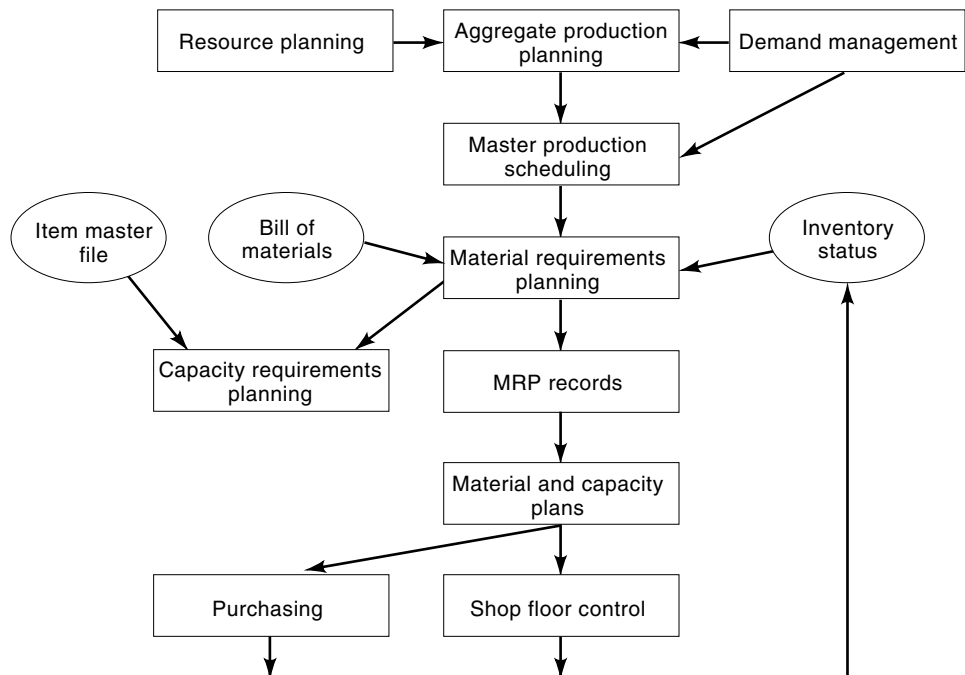 Resource planning
Aggregate production
planning
Demand management
Master production
scheduling
Item master
file
Bill of
materials
Material requirements
planning
Inventory
status
Capacity requirements
planning
MRP records
Material and capacity
plans
Purchasing
Shop floor control